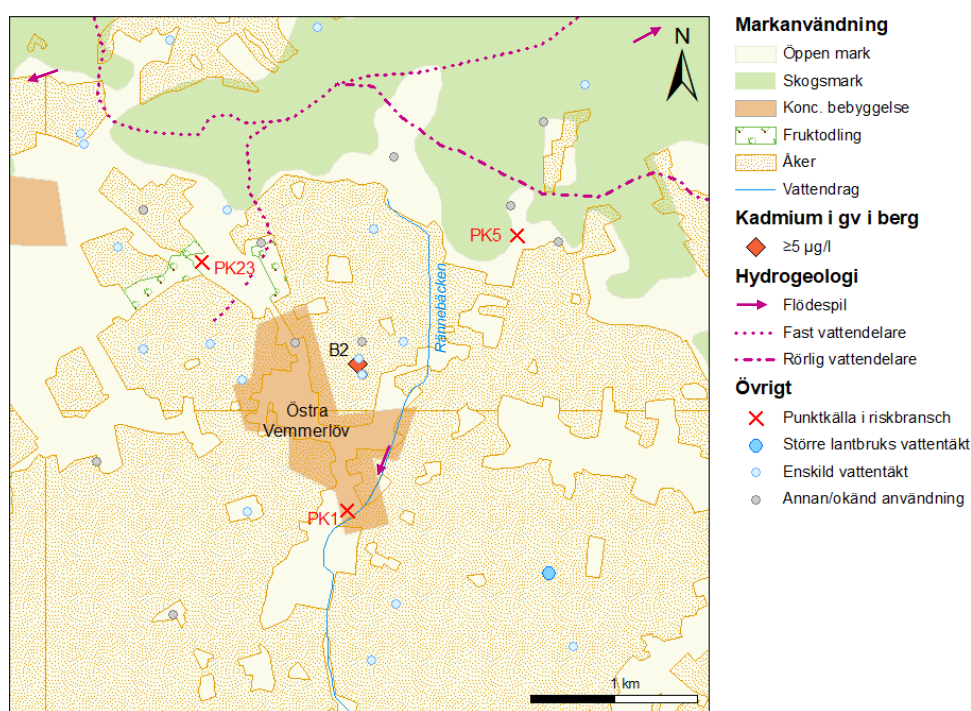 N
PK5
PK23
Rännebäcken
B2
Östra
Vemmerlöv
PK1
1 km
Markanvändning
Öppen mark
Skogsmark
Konc. bebyggelse
Fruktodling
Åker
Vattendrag
Kadmium i gv i berg
≥5 µg/l
Hydrogeologi
Flödespil
Fast vattendelare
Rörlig vattendelare
Övrigt
Punktkälla i riskbransch
Större lantbruks vattentäkt
Enskild vattentäkt
Annan/okänd användning